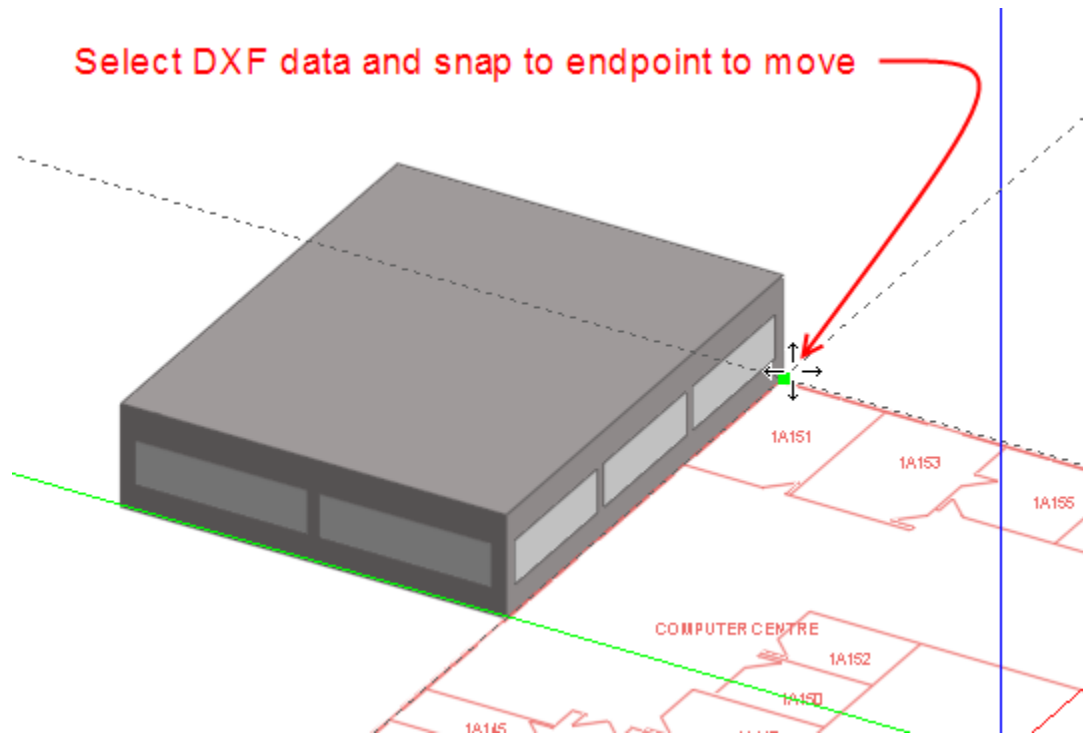 Select DXF data and snap to endpoint to move
1A151
1A153
1A155
COMPUTER CENTRE
1A152
1A150
1A145